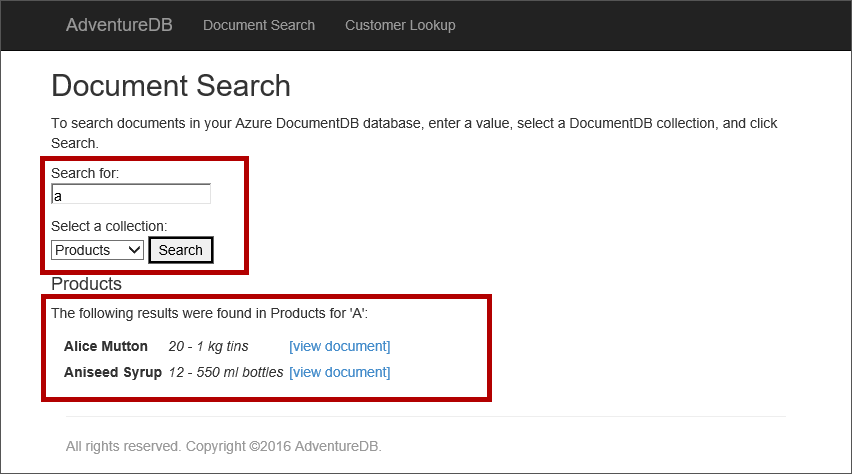 AdventureDB Document Search Customer Lookup
Document Search
To search documents in your Azure DocumentDB database, enter a value, select a DocumentDB collection, and click
Search.
Search for:
a
Select a collection:
Products Search
Products
The following results were found in Products for 'A':
Alice Mutton 20 - 1 kg tins [view document]
Aniseed Syrup 12 - 550 ml bottles [view document]
All rights reserved. Copyright ©2016 AdventureDB.